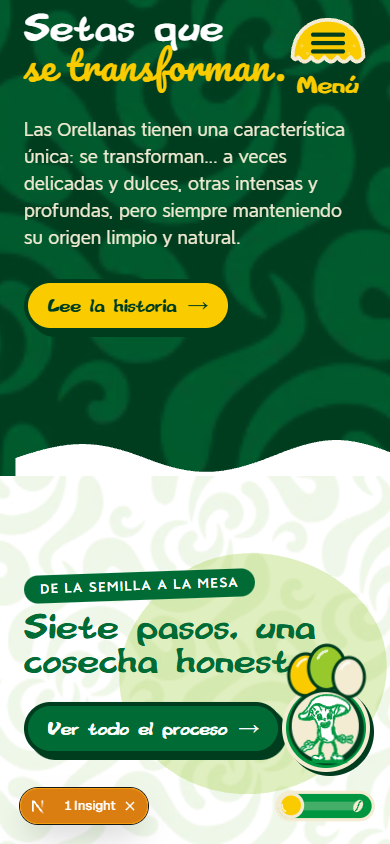 Setas que
se transforman.
Menú
Las Orellanas tienen una característica
única: se transforman... a veces
delicadas y dulces, otras intensas y
profundas, pero siempre manteniendo
su origen limpio y natural.
Lee la historia →
DE LA SEMILLA A LA MESA
Siete pasos, una
cosecha honest
Ver todo el proceso →
N 1 Insight ×